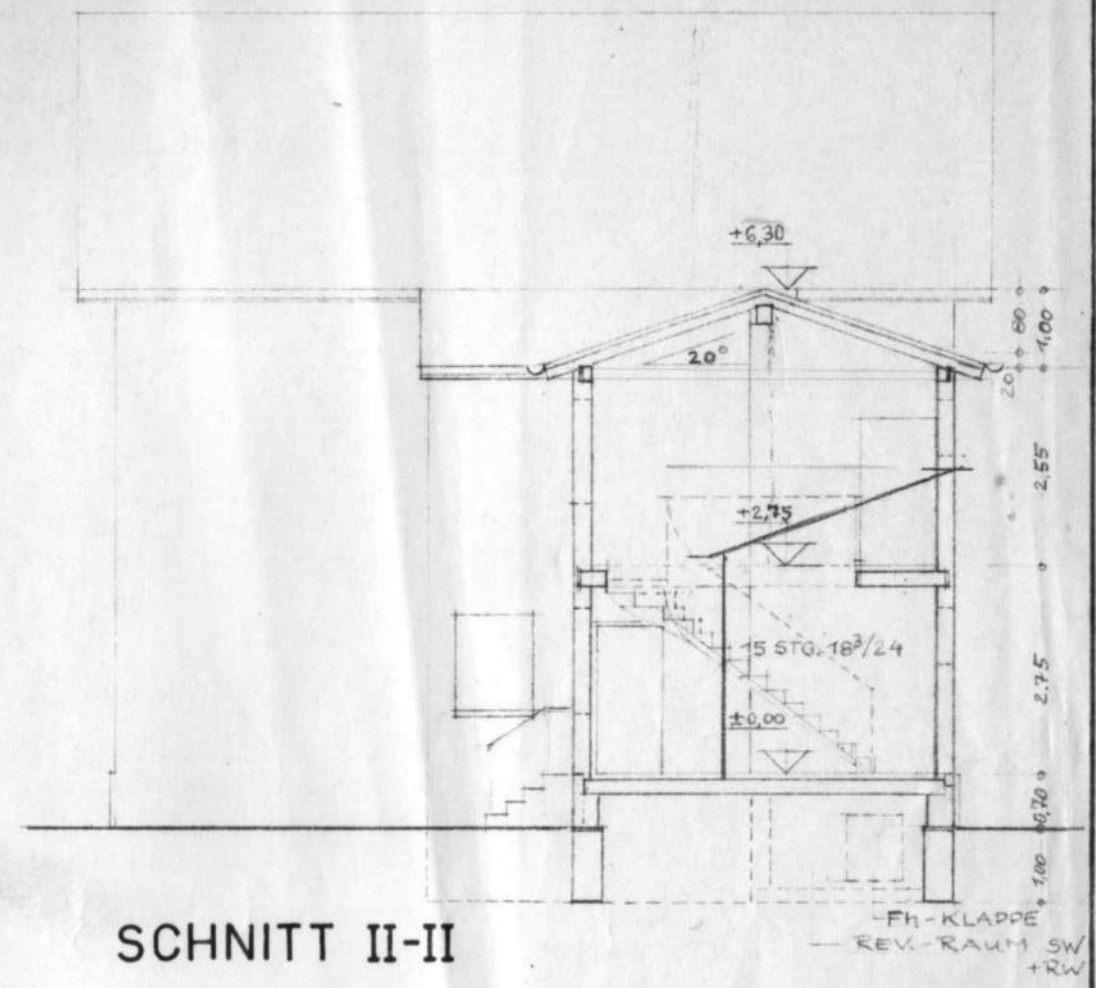 +6,30
80
1,00
20°
20
2,55
+2,75
15 STG. 18³/24
2.75
±0,00
0,70
1,00
SCHNITT II-II
-Fh-KLAPPE
— REV.-RAUM SW
+RW